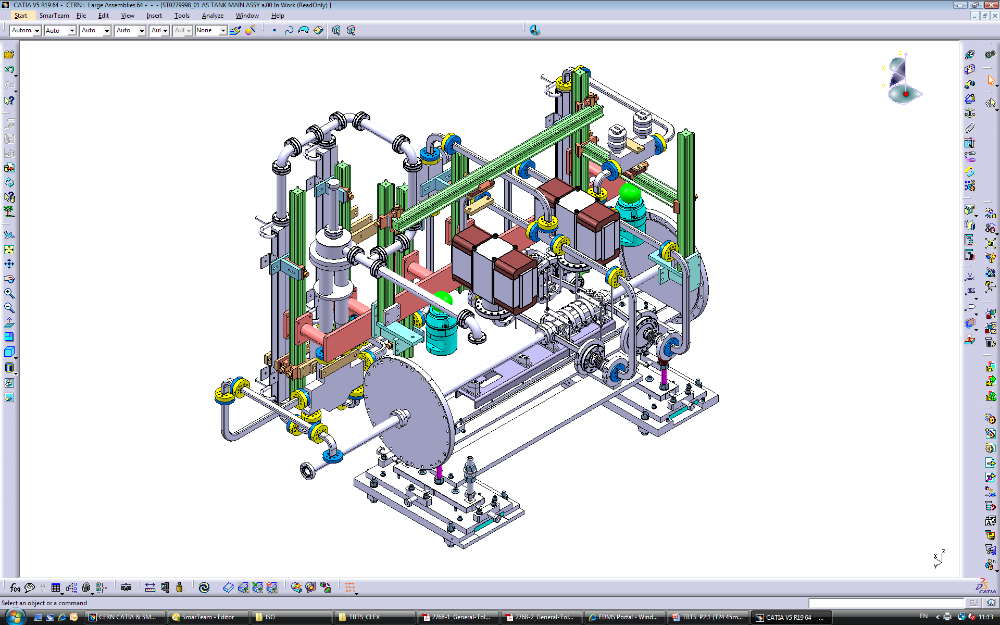 CATIA V5 R19 64 - CERN : Large Assemblies 64 - - - [ST0279998_01 AS TANK MAIN ASSY a.00 In Work (ReadOnly) ]
Start SmarTeam File Edit View Insert Tools Analyze Window Help
Autom Auto Auto Auto Aut Aut None
z
x
y
ABC
z
x
y
f(x)
A 15
DS CATIA
Select an object or a command
CERN CATIA & SM... SmarTeam - Editor ISO TBTS_CLEX 2768-1_General-Tol... 2768-2_General-Tol... EDMS Portal - Wind... TBTS P2.1 (T24 45m... CATIA V5 R19 64 - ... EN < 11:13